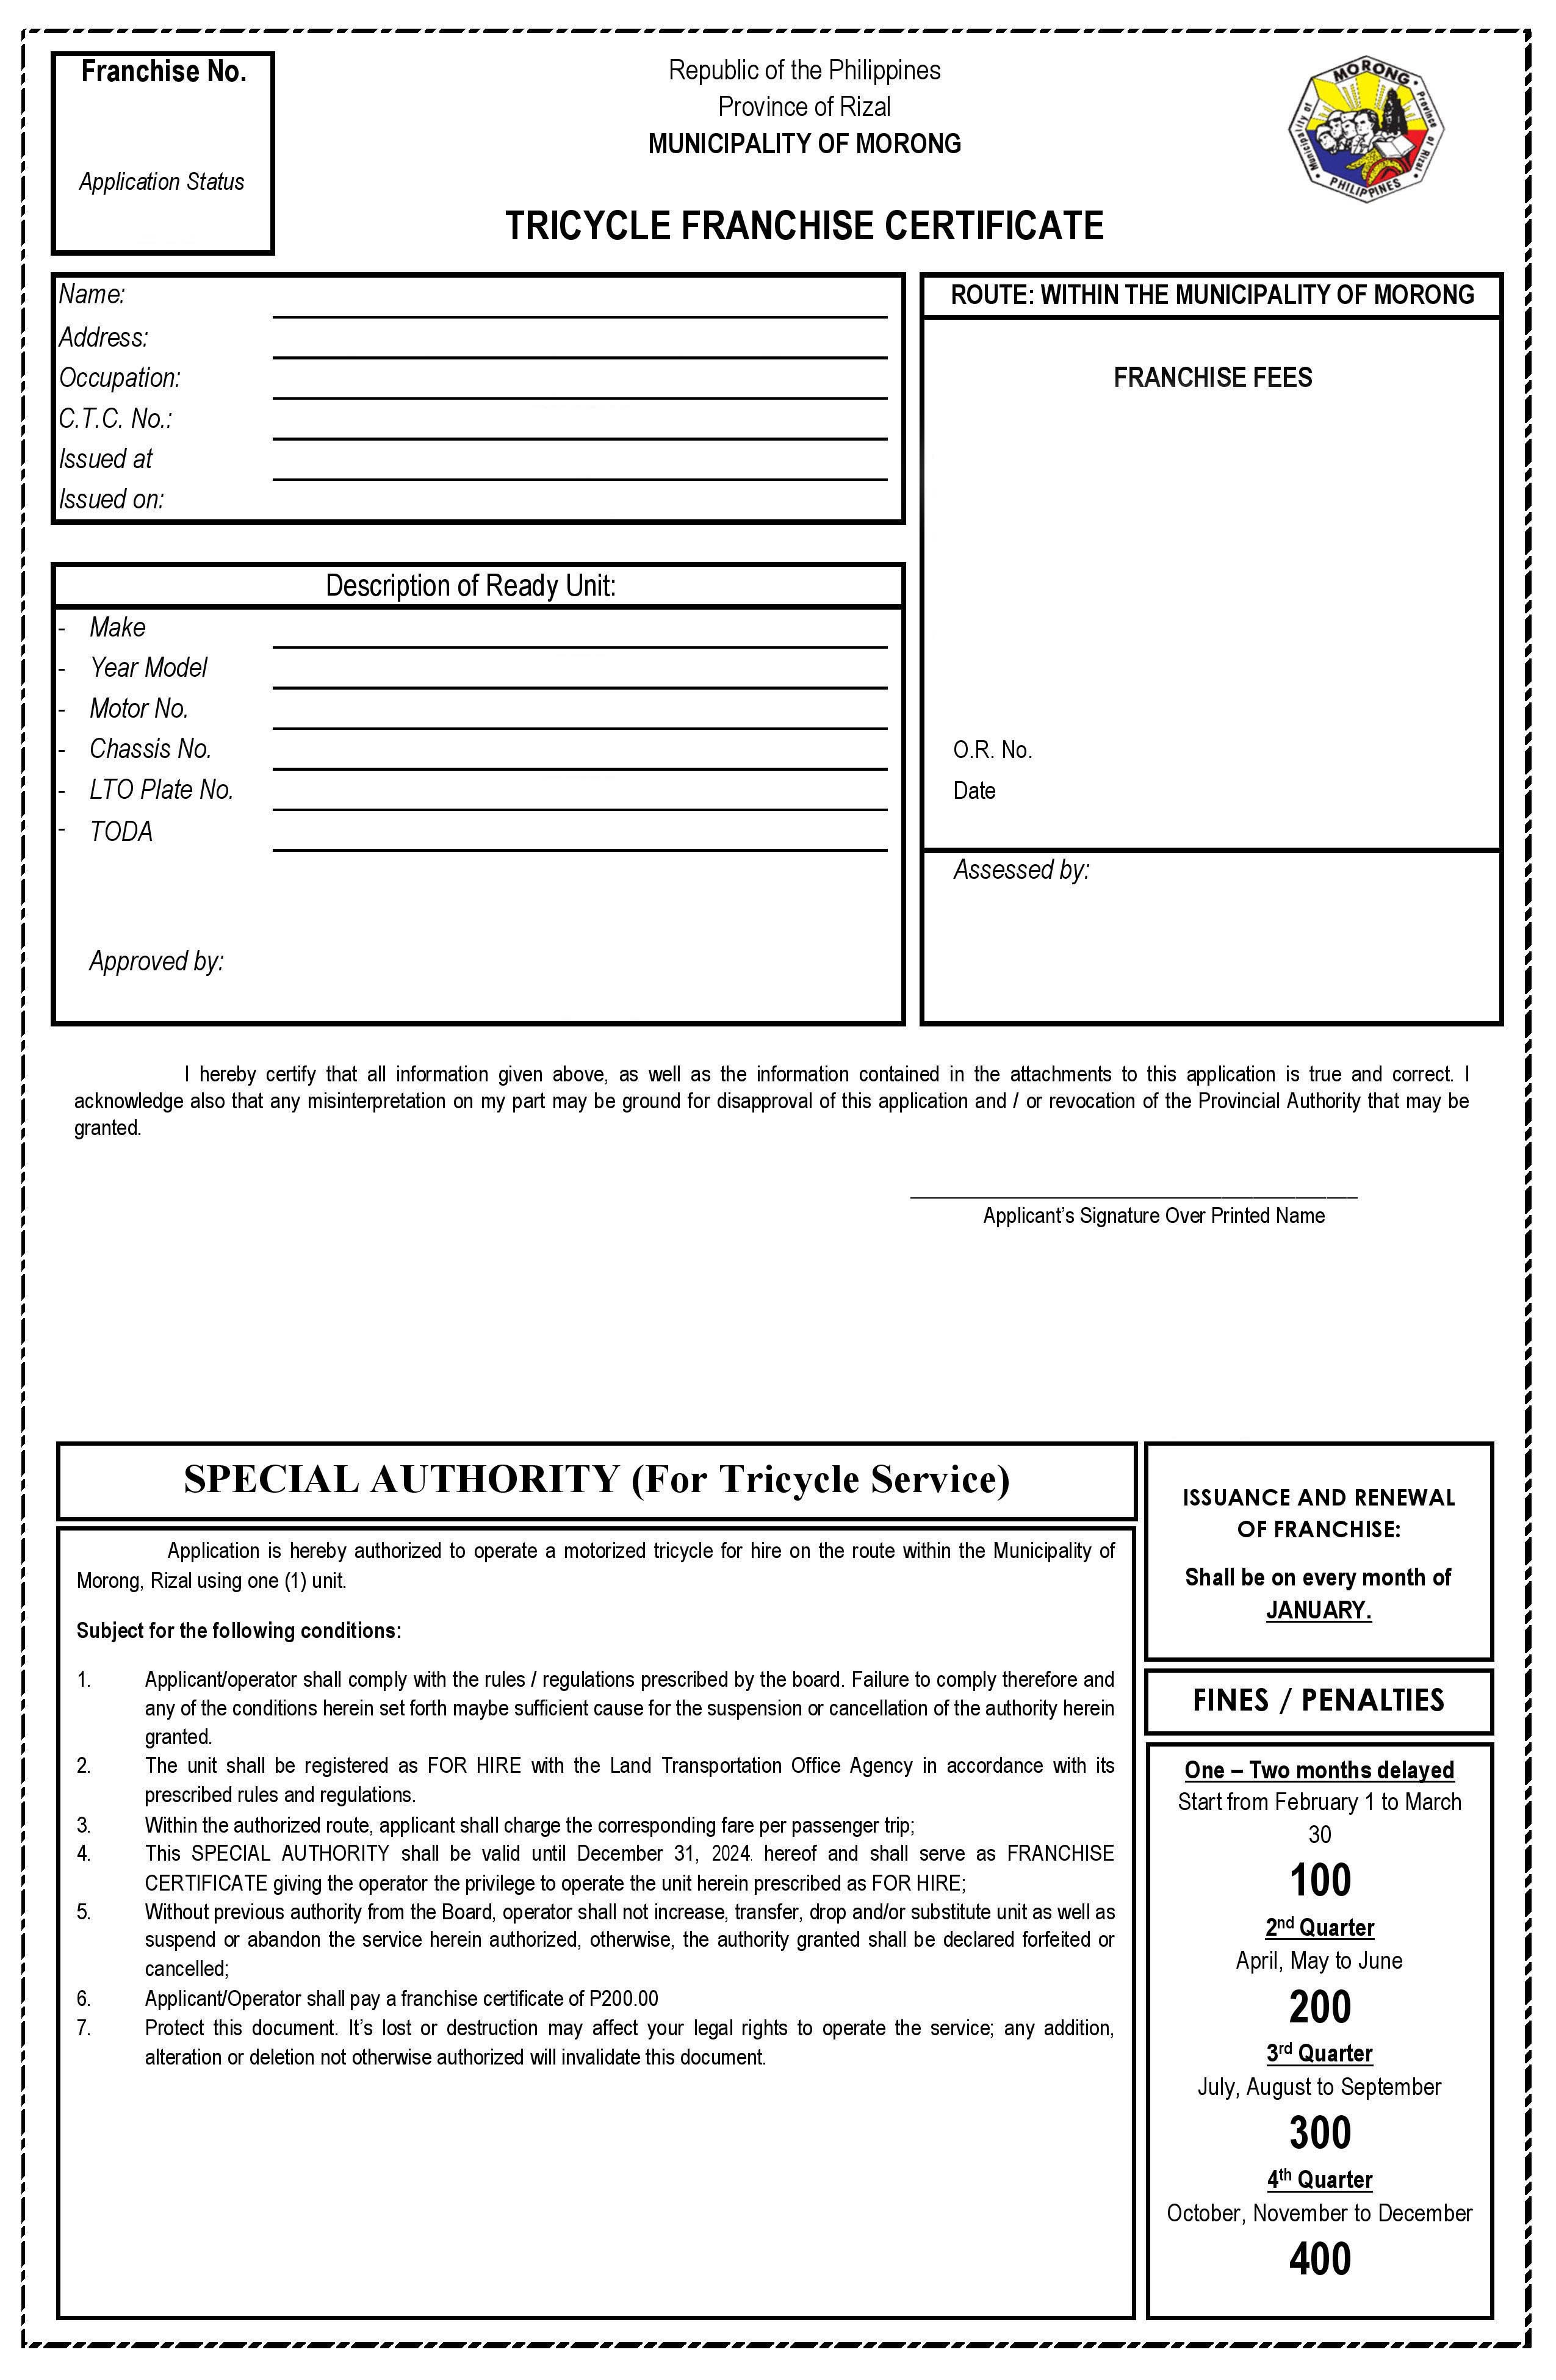 Franchise No.
Application Status
Republic of the Philippines
Province of Rizal
MUNICIPALITY OF MORONG
TRICYCLE FRANCHISE CERTIFICATE
MORONG
Municipality of
Province of Rizal
PHILIPPINES
Name:
Address:
Occupation:
C.T.C. No.:
Issued at
Issued on:
ROUTE: WITHIN THE MUNICIPALITY OF MORONG
FRANCHISE FEES
O.R. No.
Date
Assessed by:
Description of Ready Unit:
- Make
- Year Model
- Motor No.
- Chassis No.
- LTO Plate No.
- TODA
Approved by:
I hereby certify that all information given above, as well as the information contained in the attachments to this application is true and correct. I
acknowledge also that any misinterpretation on my part may be ground for disapproval of this application and / or revocation of the Provincial Authority that may be
granted.
Applicant’s Signature Over Printed Name
SPECIAL AUTHORITY (For Tricycle Service)
Application is hereby authorized to operate a motorized tricycle for hire on the route within the Municipality of
Morong, Rizal using one (1) unit.
Subject for the following conditions:
1. Applicant/operator shall comply with the rules / regulations prescribed by the board. Failure to comply therefore and
any of the conditions herein set forth maybe sufficient cause for the suspension or cancellation of the authority herein
granted.
2. The unit shall be registered as FOR HIRE with the Land Transportation Office Agency in accordance with its
prescribed rules and regulations.
3. Within the authorized route, applicant shall charge the corresponding fare per passenger trip;
4. This SPECIAL AUTHORITY shall be valid until December 31, 2024 hereof and shall serve as FRANCHISE
CERTIFICATE giving the operator the privilege to operate the unit herein prescribed as FOR HIRE;
5. Without previous authority from the Board, operator shall not increase, transfer, drop and/or substitute unit as well as
suspend or abandon the service herein authorized, otherwise, the authority granted shall be declared forfeited or
cancelled;
6. Applicant/Operator shall pay a franchise certificate of P200.00
7. Protect this document. It’s lost or destruction may affect your legal rights to operate the service; any addition,
alteration or deletion not otherwise authorized will invalidate this document.
ISSUANCE AND RENEWAL
OF FRANCHISE:
Shall be on every month of
JANUARY.
FINES / PENALTIES
One – Two months delayed
Start from February 1 to March
30
100
2nd Quarter
April, May to June
200
3rd Quarter
July, August to September
300
4th Quarter
October, November to December
400